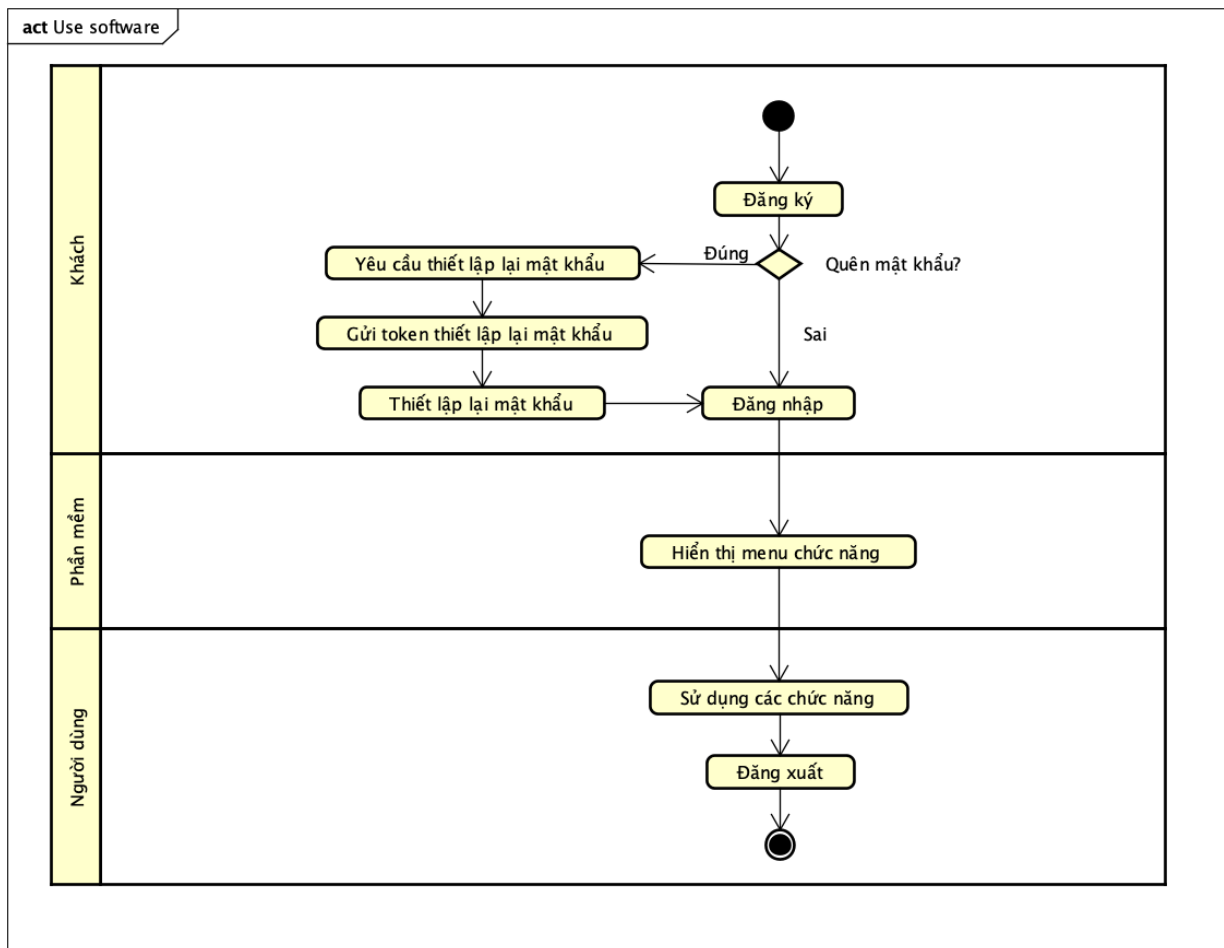 act Use software
Khách
Đăng ký
Đúng
Quên mật khẩu?
Yêu cầu thiết lập lại mật khẩu
Gửi token thiết lập lại mật khẩu
Sai
Thiết lập lại mật khẩu
Đăng nhập
Phần mềm
Hiển thị menu chức năng
Người dùng
Sử dụng các chức năng
Đăng xuất